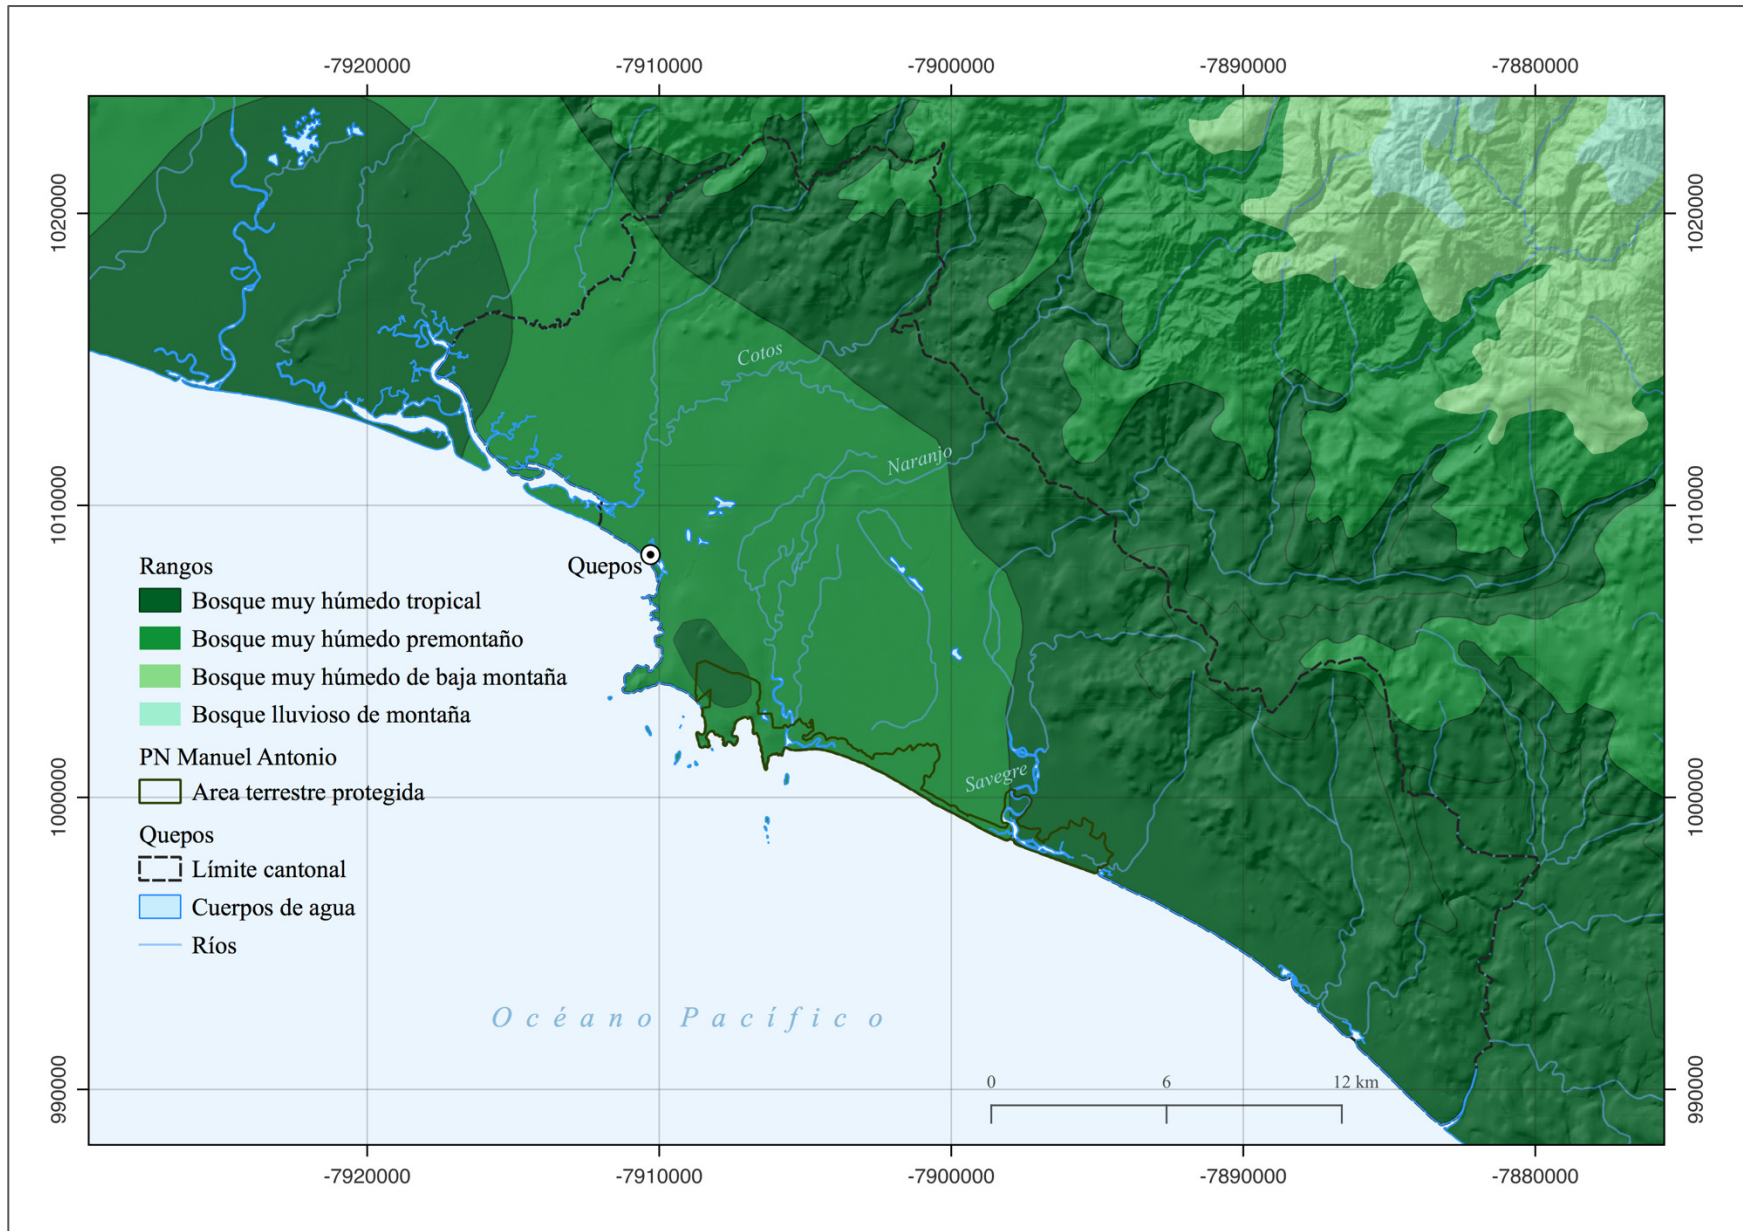 -7920000
-7910000
-7900000
-7890000
-7880000
1020000
1020000
Cotos
Naranjo
1010000
1010000
Quepos
Rangos
Bosque muy húmedo tropical
Bosque muy húmedo premontaño
Bosque muy húmedo de baja montaña
Bosque lluvioso de montaña
PN Manuel Antonio
Area terrestre protegida
Savegre
1000000
1000000
Quepos
Límite cantonal
Cuerpos de agua
Ríos
Océano Pacífico
0
6
12 km
990000
990000
-7920000
-7910000
-7900000
-7890000
-7880000